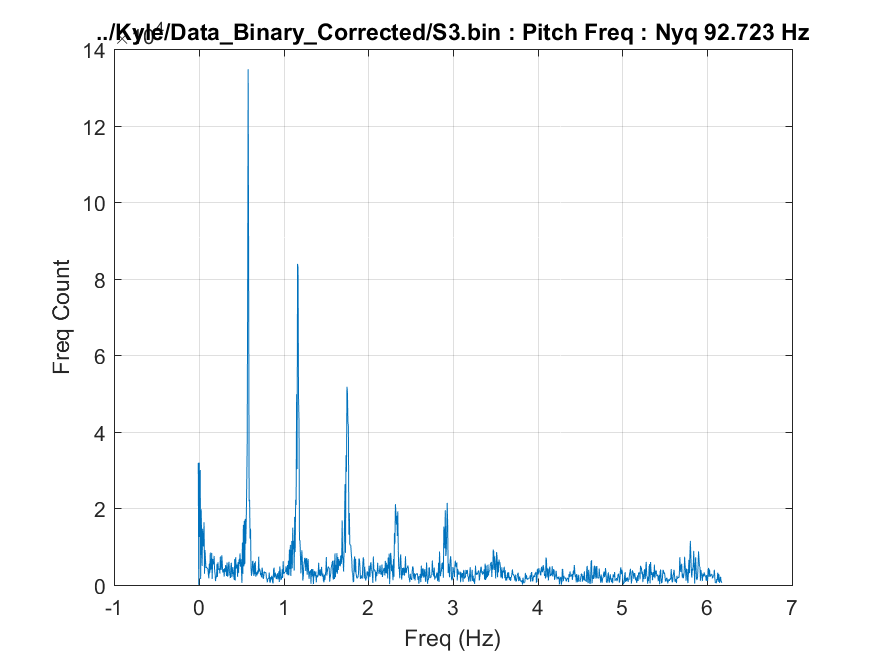 ../Kyle/Data_Binary_Corrected/S3.bin : Pitch Freq : Nyq 92.723 Hz
×10⁴
14
12
10
8
6
4
2
0
Freq Count
-1 0 1 2 3 4 5 6 7
Freq (Hz)